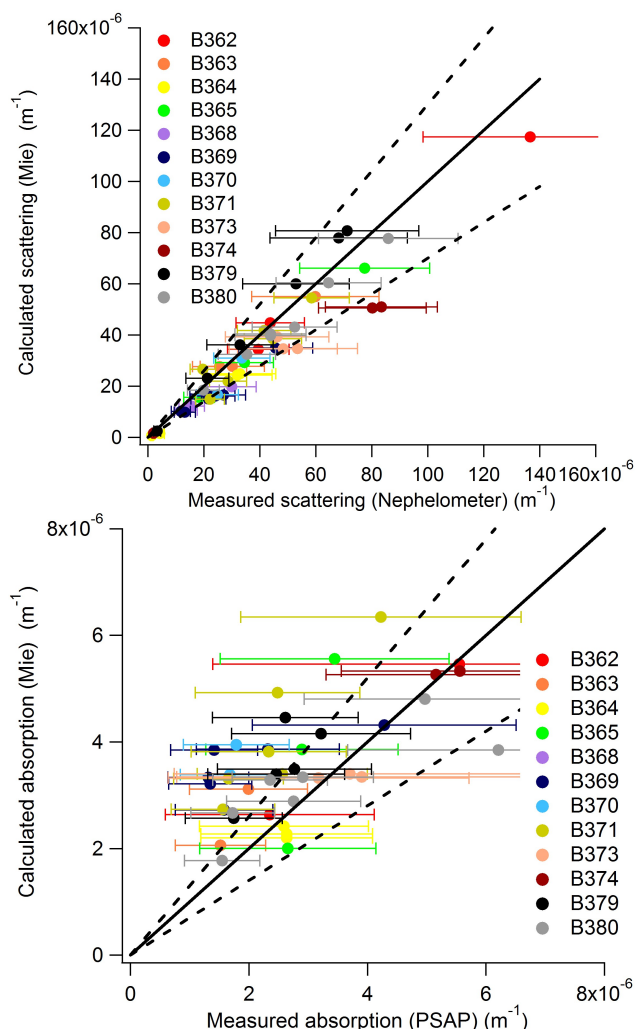 160x10⁻⁶
140
120
100
80
60
40
20
0
Calculated scattering (Mie) (m⁻¹)
B362
B363
B364
B365
B368
B369
B370
B371
B373
B374
B379
B380
0 20 40 60 80 100 120 140 160x10⁻⁶
Measured scattering (Nephelometer) (m⁻¹)
8x10⁻⁶
6
4
2
0
Calculated absorption (Mie) (m⁻¹)
B362
B363
B364
B365
B368
B369
B370
B371
B373
B374
B379
B380
0 2 4 6 8x10⁻⁶
Measured absorption (PSAP) (m⁻¹)